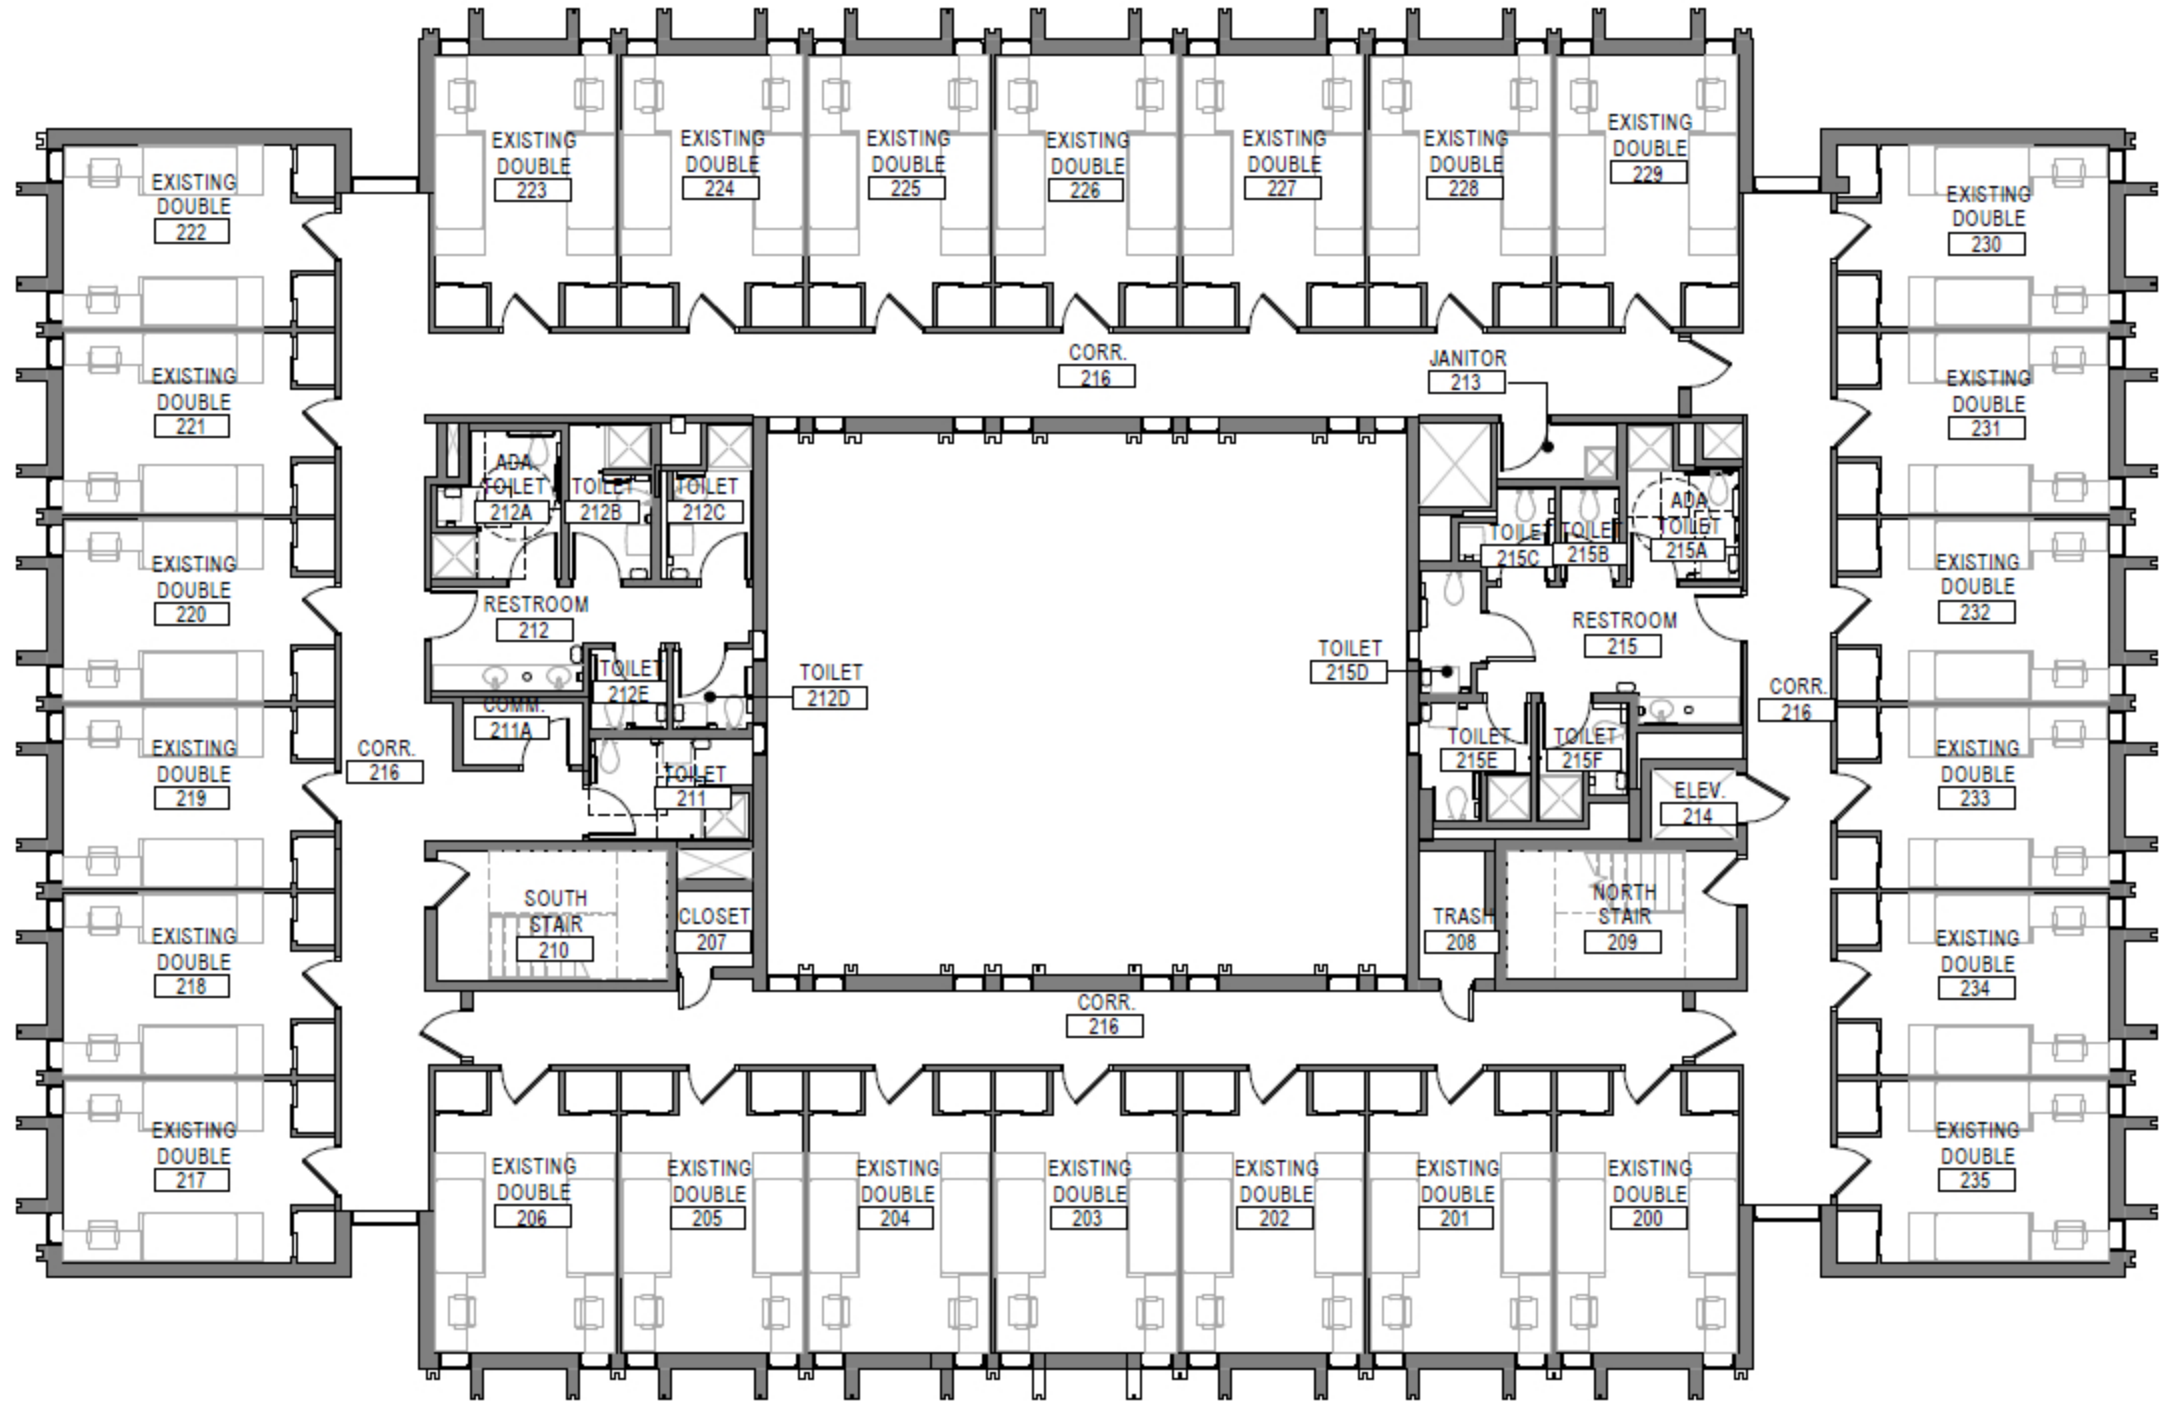 EXISTING
DOUBLE
223
EXISTING
DOUBLE
224
EXISTING
DOUBLE
225
EXISTING
DOUBLE
226
EXISTING
DOUBLE
227
EXISTING
DOUBLE
228
EXISTING
DOUBLE
229
EXISTING
DOUBLE
222
EXISTING
DOUBLE
230
CORR.
216
JANITOR
213
EXISTING
DOUBLE
221
EXISTING
DOUBLE
231
ADA
TOILET
212A
TOILET
212B
TOILET
212C
TOILET
215C
TOILET
215B
ADA
TOILET
215A
EXISTING
DOUBLE
220
EXISTING
DOUBLE
232
RESTROOM
212
RESTROOM
215
TOILET
212E
TOILET
212D
TOILET
215D
COMM.
211A
CORR.
216
EXISTING
DOUBLE
219
CORR.
216
TOILET
211
TOILET
215E
TOILET
215F
ELEV.
214
EXISTING
DOUBLE
233
SOUTH
STAIR
210
CLOSET
207
TRASH
208
NORTH
STAIR
209
EXISTING
DOUBLE
218
EXISTING
DOUBLE
234
CORR.
216
EXISTING
DOUBLE
217
EXISTING
DOUBLE
235
EXISTING
DOUBLE
206
EXISTING
DOUBLE
205
EXISTING
DOUBLE
204
EXISTING
DOUBLE
203
EXISTING
DOUBLE
202
EXISTING
DOUBLE
201
EXISTING
DOUBLE
200